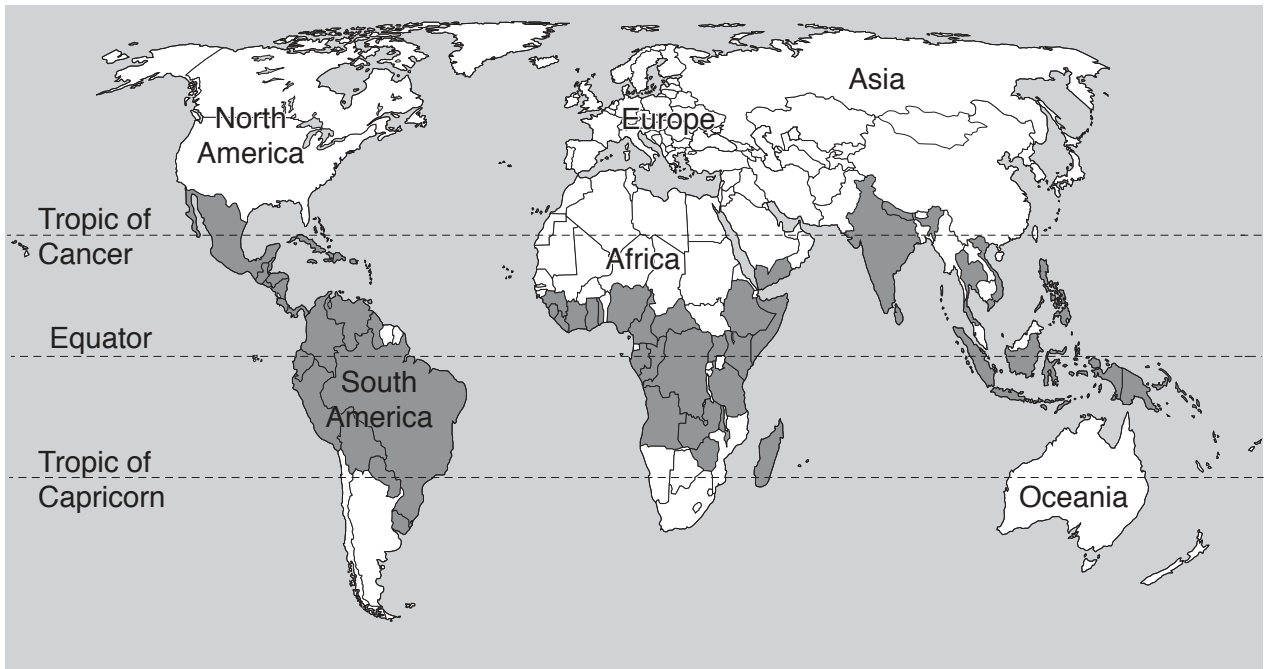 North
America
Europe
Asia
Tropic of
Cancer
Africa
Equator
South
America
Tropic of
Capricorn
Oceania